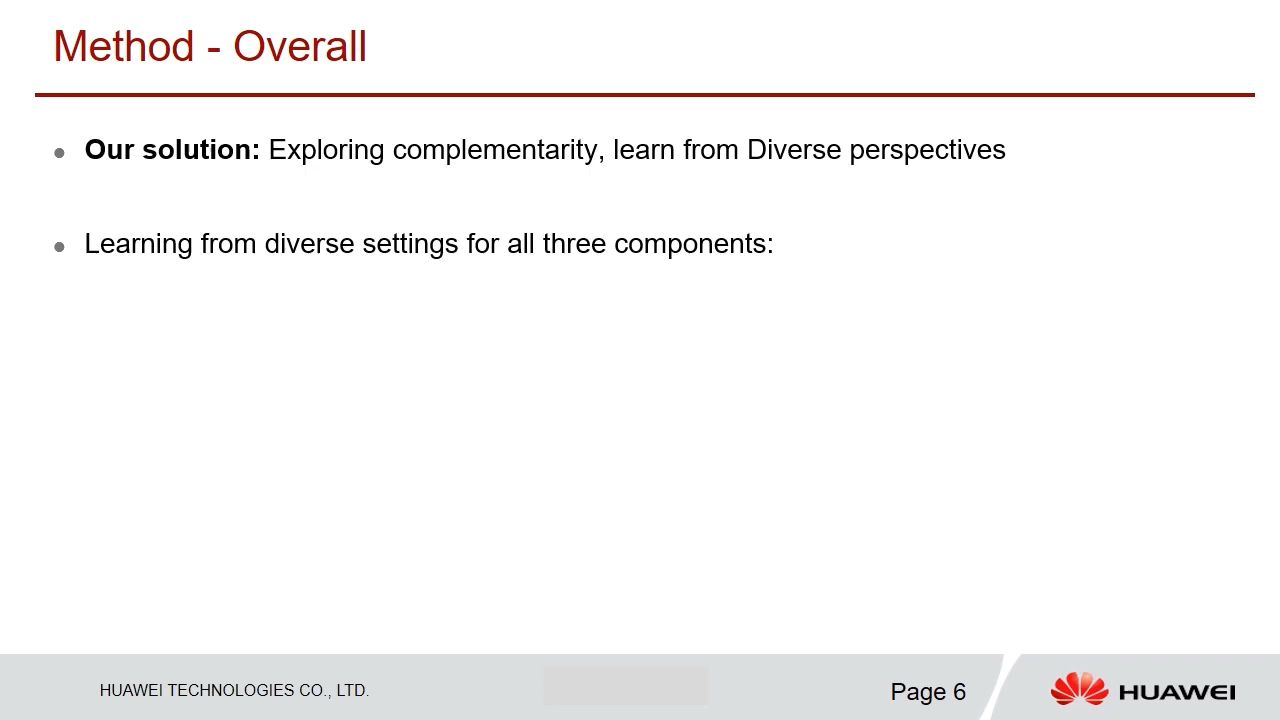 Method - Overall
Our solution: Exploring complementarity, learn from Diverse perspectives
Learning from diverse settings for all three components:
HUAWEI TECHNOLOGIES CO., LTD.
Page 6
HUAWEI